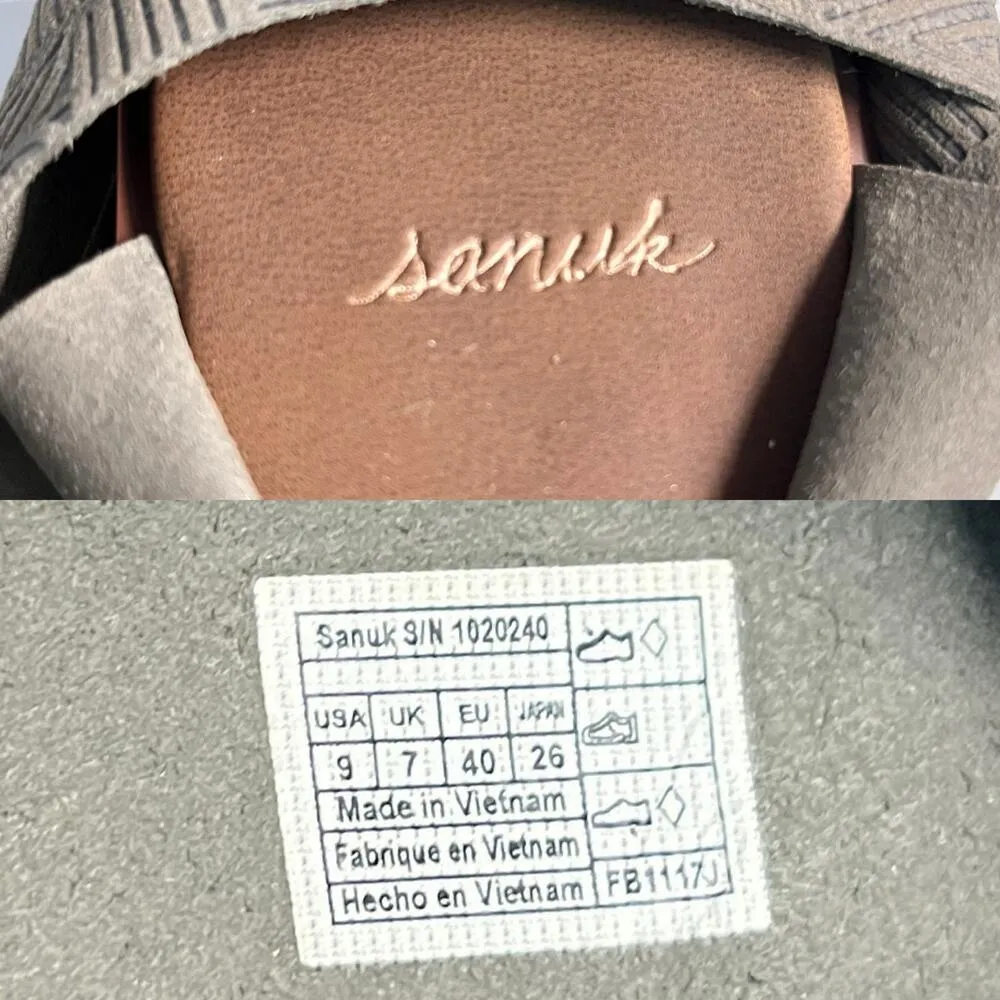 sanuk
Sanuk S/N 1020240
USA UK EU JAPAN
9 7 40 26
Made in Vietnam
Fabrique en Vietnam
Hecho en Vietnam FB1117J